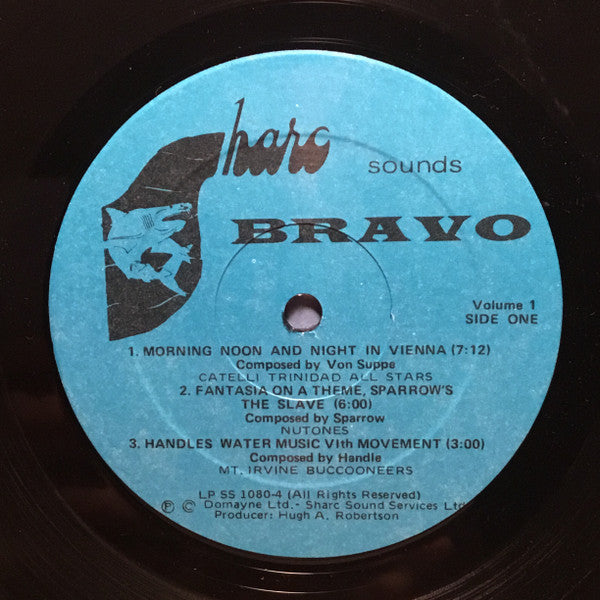 Sharc
sounds
BRAVO
Volume 1
SIDE ONE
1. MORNING NOON AND NIGHT IN VIENNA (7:12)
Composed by Von Suppe
CATELLI TRINIDAD ALL STARS
2. FANTASIA ON A THEME, SPARROW'S
THE SLAVE (6:00)
Composed by Sparrow
NUTONES
3. HANDLES WATER MUSIC VIth MOVEMENT (3:00)
Composed by Handle
MT. IRVINE BUCCOONEERS
LP SS 1080-4 (All Rights Reserved)
Ⓟ © Domayne Ltd.- Sharc Sound Services Ltd
Producer: Hugh A. Robertson